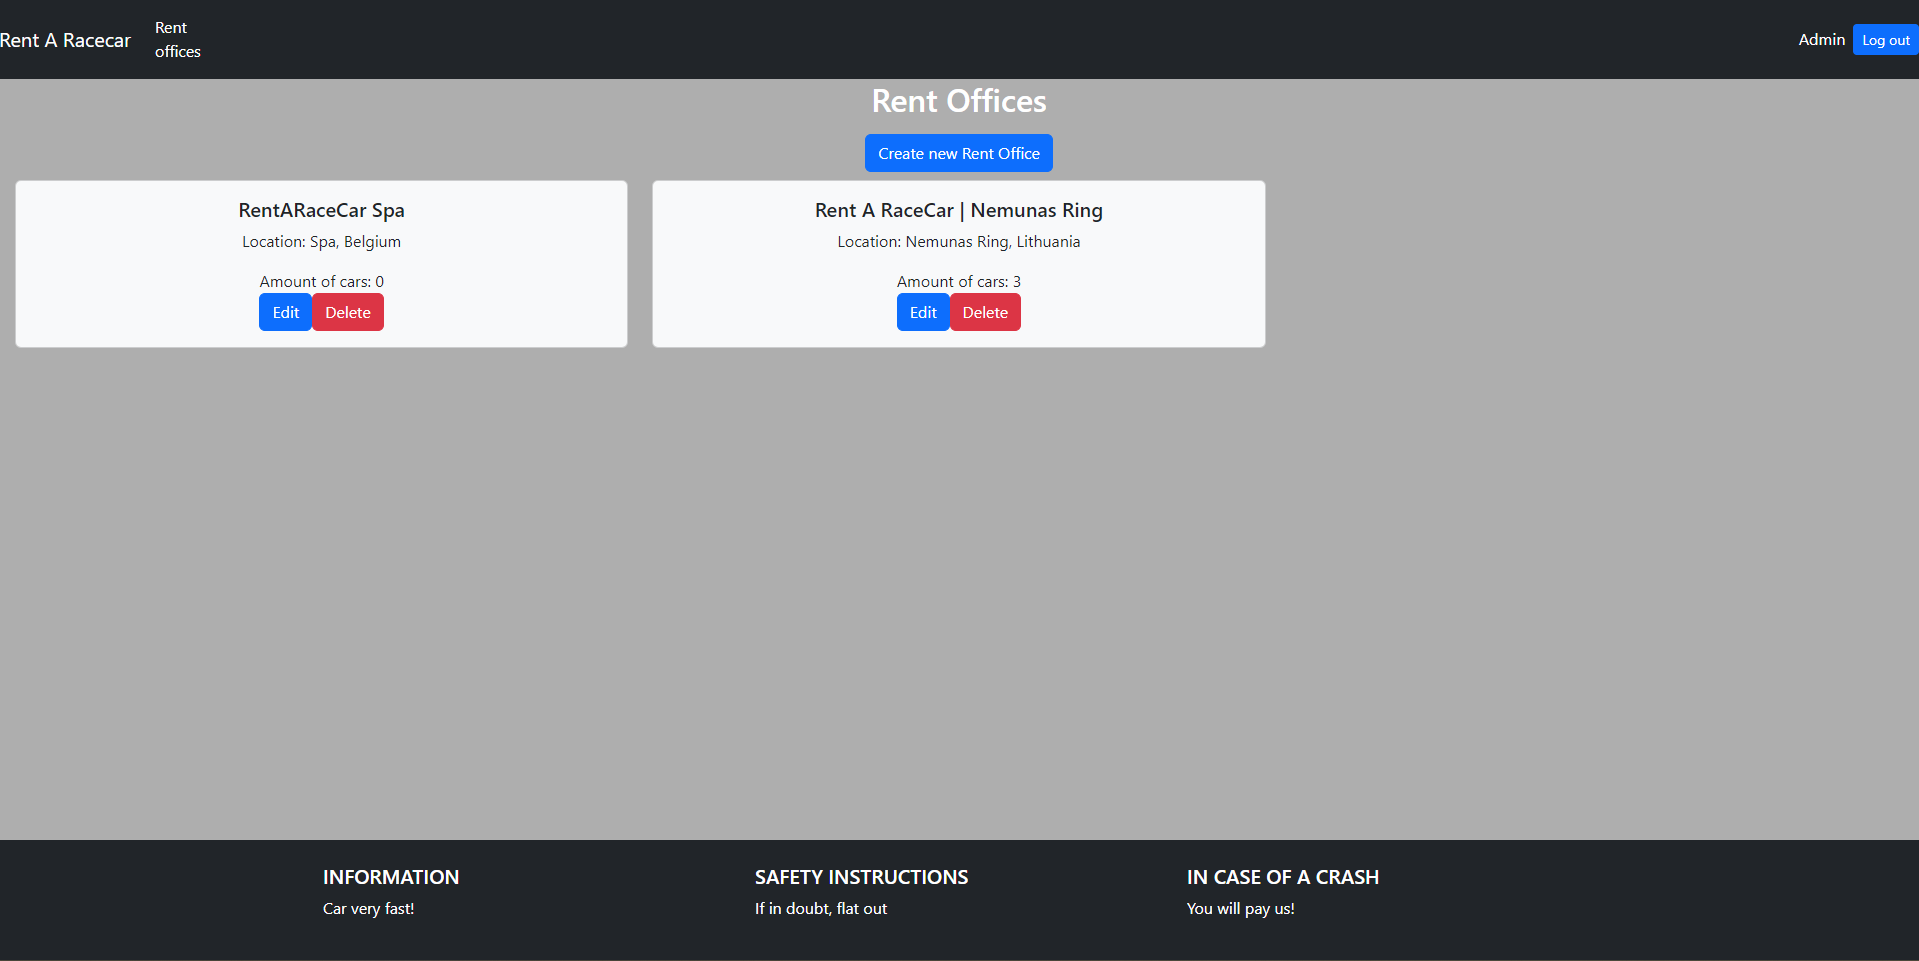 Rent A Racecar
Rent
offices
Admin
Log out
Rent Offices
Create new Rent Office
RentARaceCar Spa
Location: Spa, Belgium
Amount of cars: 0
Edit
Delete
Rent A RaceCar | Nemunas Ring
Location: Nemunas Ring, Lithuania
Amount of cars: 3
Edit
Delete
INFORMATION
Car very fast!
SAFETY INSTRUCTIONS
If in doubt, flat out
IN CASE OF A CRASH
You will pay us!